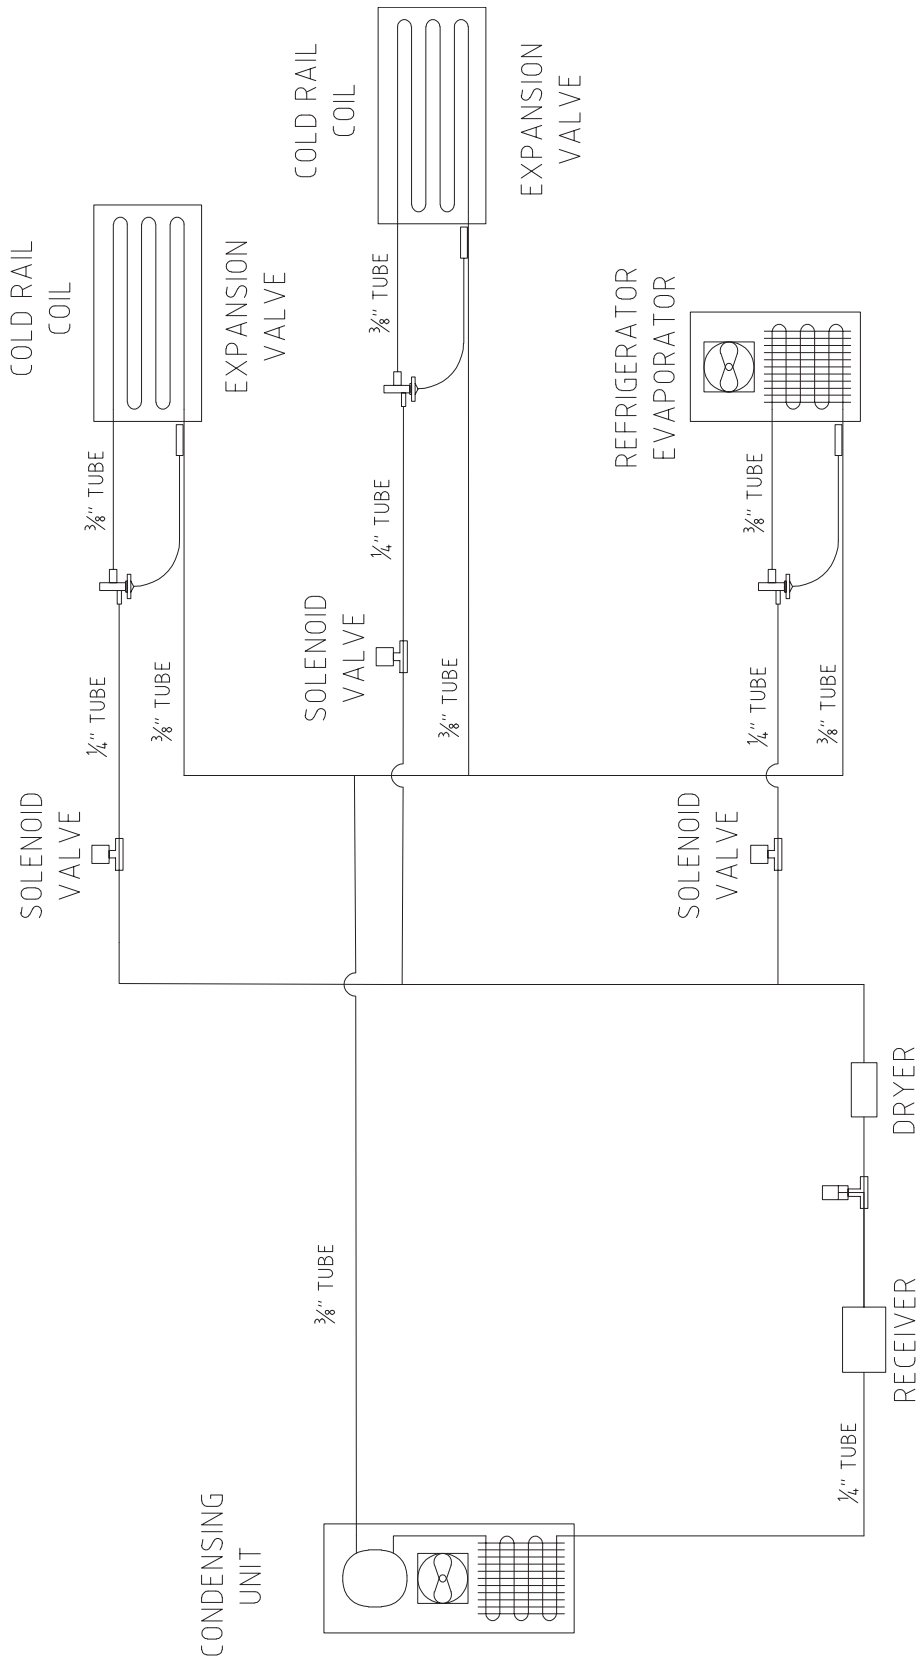 COLD RAIL
COIL
EXPANSION
VALVE
⅜" TUBE
¼" TUBE
⅜" TUBE
SOLENOID
VALVE
COLD RAIL
COIL
EXPANSION
VALVE
⅜" TUBE
¼" TUBE
SOLENOID
VALVE
⅜" TUBE
REFRIGERATOR
EVAPORATOR
⅜" TUBE
¼" TUBE
⅜" TUBE
SOLENOID
VALVE
⅜" TUBE
DRYER
RECEIVER
¼" TUBE
CONDENSING
UNIT